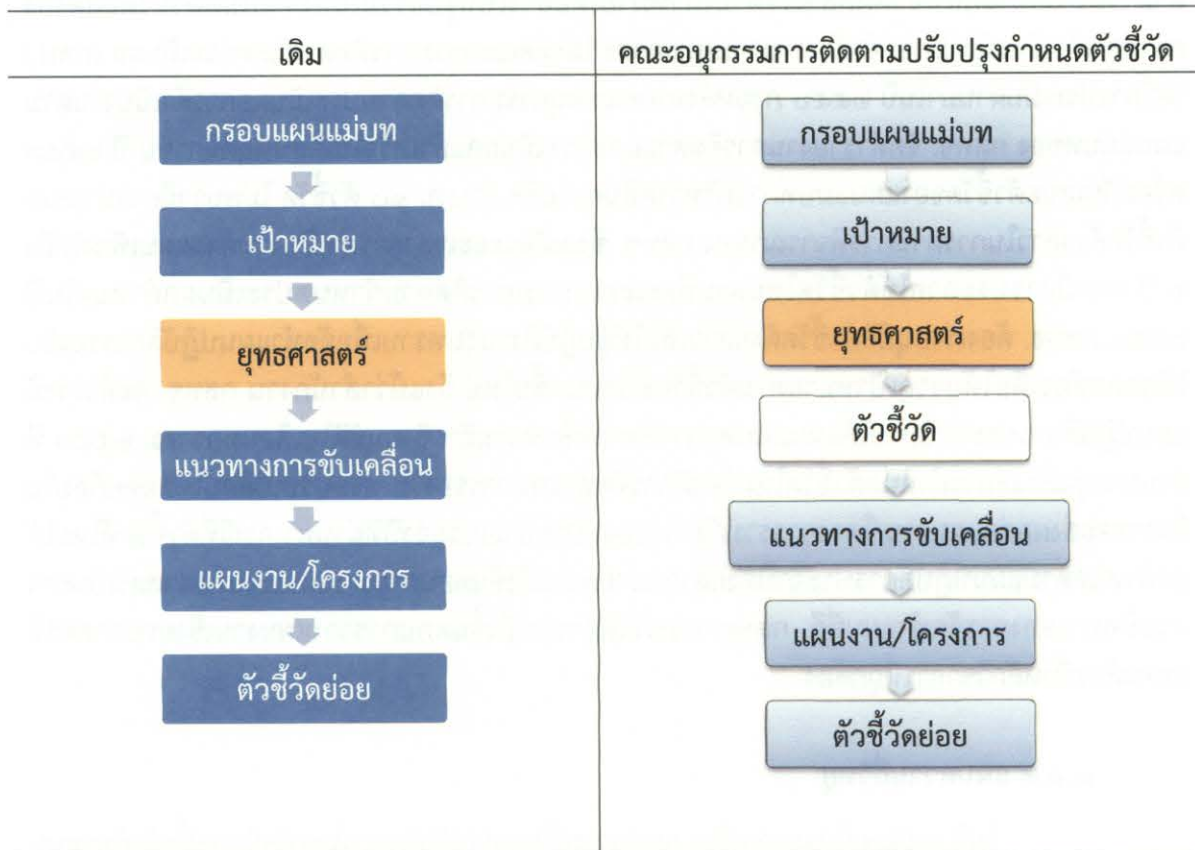 เดิม
กรอบแผนแม่บท
เป้าหมาย
ยุทธศาสตร์
แนวทางการขับเคลื่อน
แผนงาน/โครงการ
ตัวชี้วัดย่อย
คณะอนุกรรมการติดตามปรับปรุงกำหนดตัวชี้วัด
กรอบแผนแม่บท
เป้าหมาย
ยุทธศาสตร์
ตัวชี้วัด
แนวทางการขับเคลื่อน
แผนงาน/โครงการ
ตัวชี้วัดย่อย